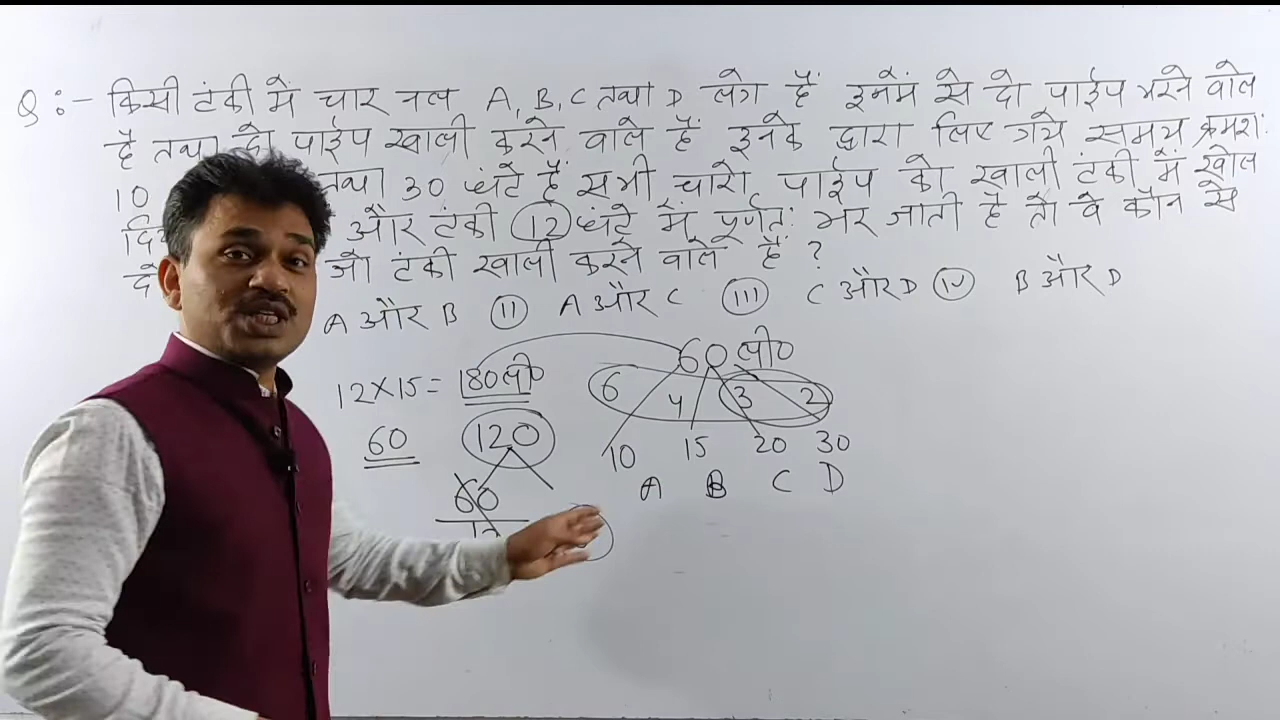 Q :- किसी टंकी में चार नल A, B, C तथा D लगे हैं इनमें से दो पाईप भरने वाले
है तथा दो पाईप खाली करने वाले हैं इनके द्वारा लिए गये समय क्रमशः
10 तथा 30 घंटे हैं सभी चारो पाईप को खाली टंकी में खोल
दि और टंकी 12 घंटे में पूर्णतः भर जाती है तो वे कौन से
दो जो टंकी खाली करने वाले हैं ?
A और B (II) A और C (III) C और D (IV) B और D
12×15 = 180ली० 60ली०
6 4 3 2
60 120 10 15 20 30
A B C D
60
12